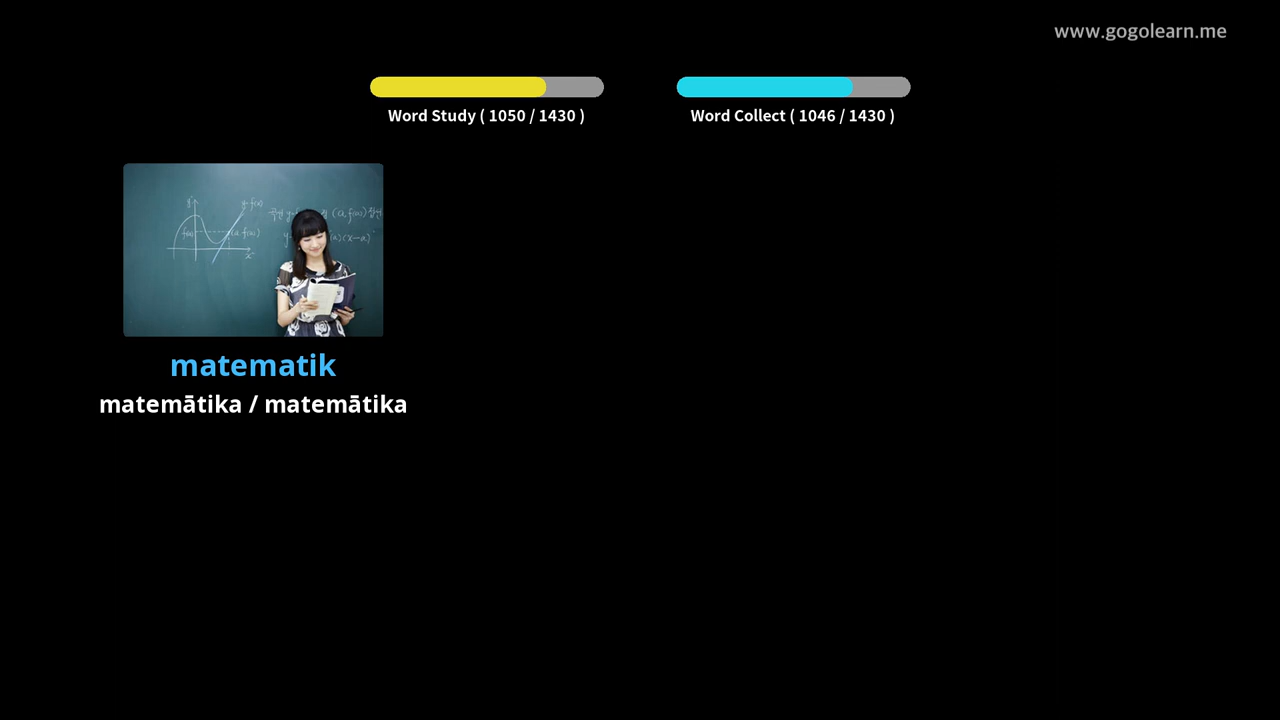 www.gogolearn.me
Word Study ( 1050 / 1430 )
Word Collect ( 1046 / 1430 )
matematik
matemātika / matemātika